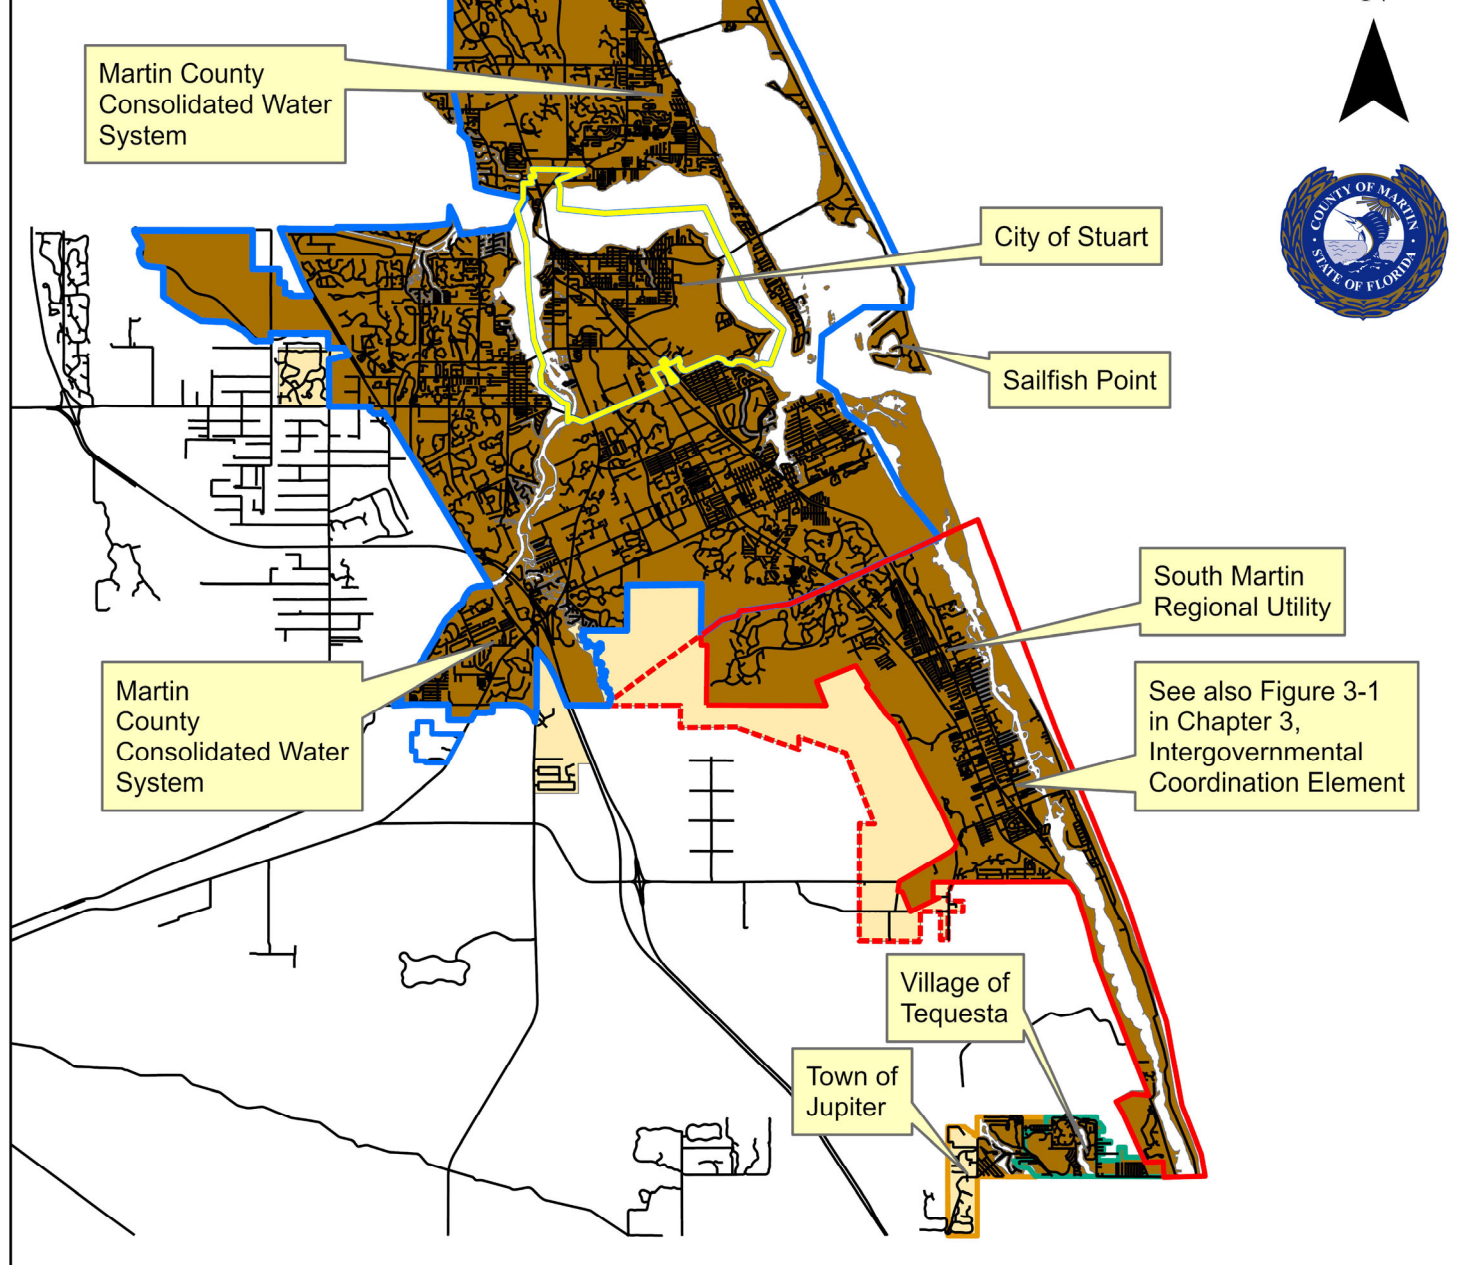 Martin County
Consolidated Water
System
COUNTY OF MARTIN
STATE OF FLORIDA
City of Stuart
Sailfish Point
South Martin
Regional Utility
See also Figure 3-1
in Chapter 3,
Intergovernmental
Coordination Element
Martin
County
Consolidated Water
System
Village of
Tequesta
Town of
Jupiter